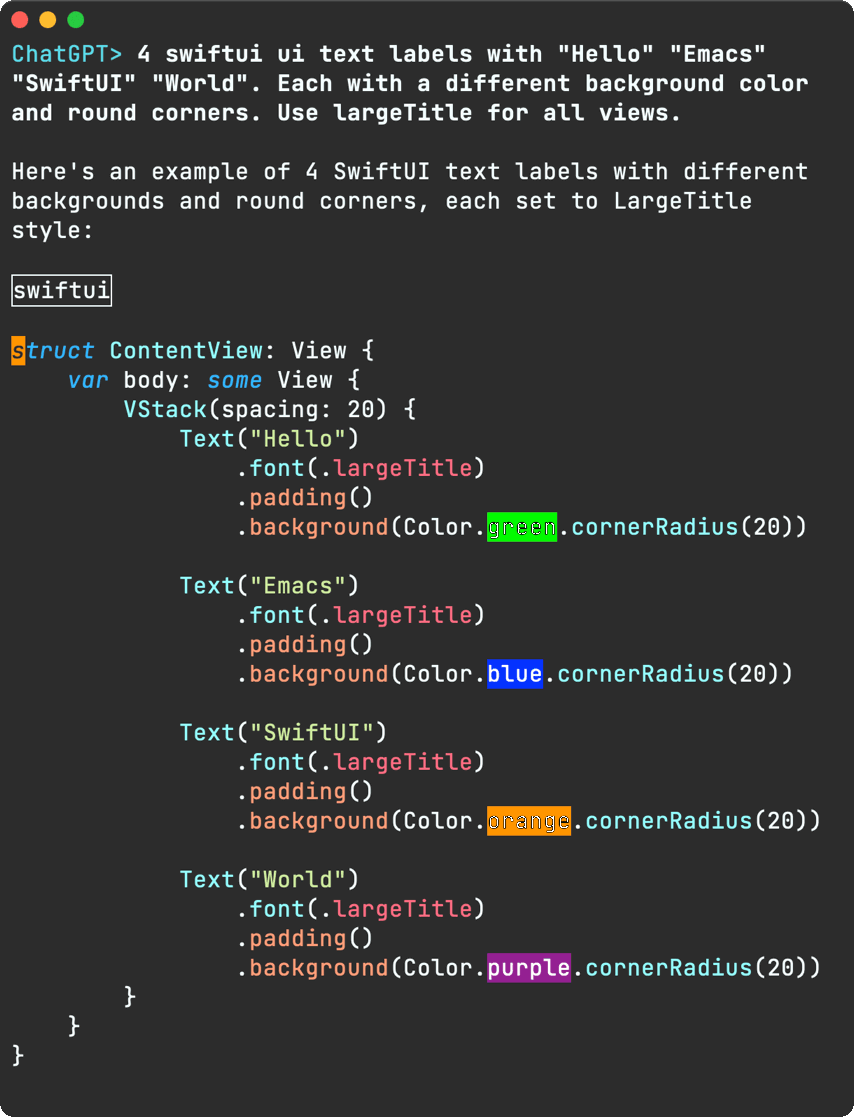 ChatGPT> 4 swiftui ui text labels with "Hello" "Emacs"
"SwiftUI" "World". Each with a different background color
and round corners. Use largeTitle for all views.
Here's an example of 4 SwiftUI text labels with different
backgrounds and round corners, each set to LargeTitle
style:
swiftui
struct ContentView: View {
    var body: some View {
        VStack(spacing: 20) {
            Text("Hello")
                .font(.largeTitle)
                .padding()
                .background(Color.green.cornerRadius(20))
            Text("Emacs")
                .font(.largeTitle)
                .padding()
                .background(Color.blue.cornerRadius(20))
            Text("SwiftUI")
                .font(.largeTitle)
                .padding()
                .background(Color.orange.cornerRadius(20))
            Text("World")
                .font(.largeTitle)
                .padding()
                .background(Color.purple.cornerRadius(20))
        }
    }
}